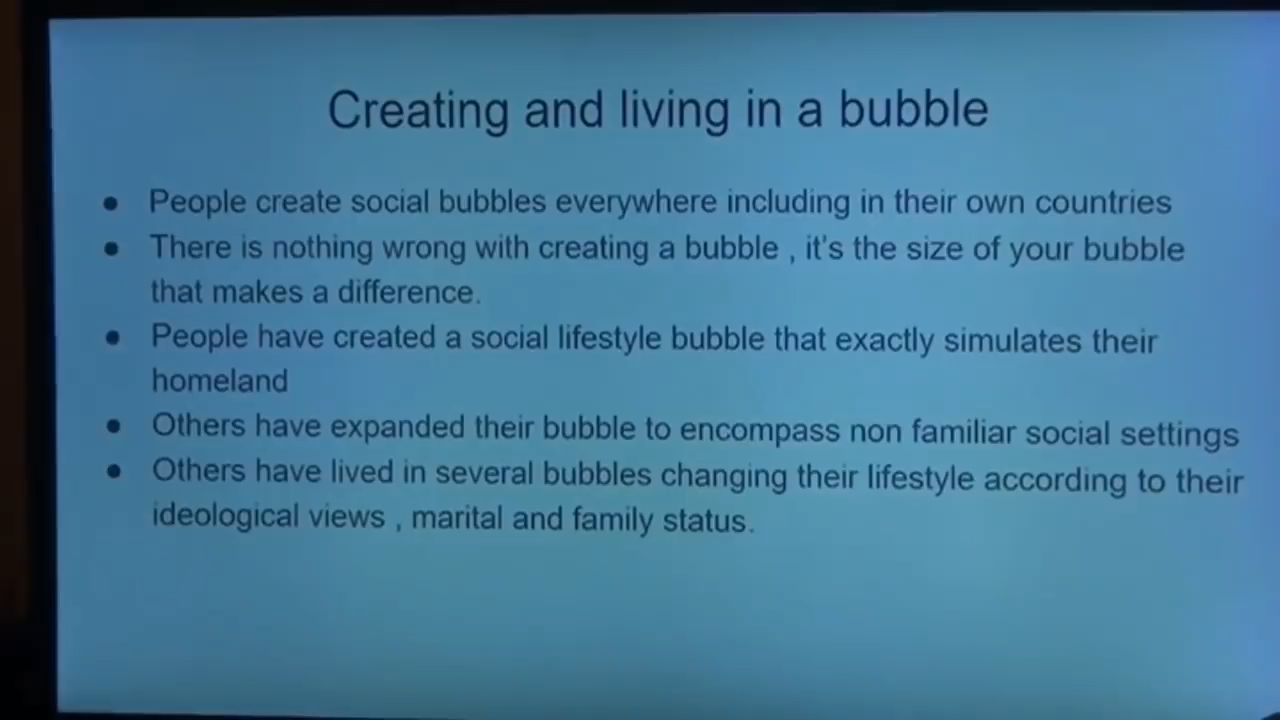 Creating and living in a bubble
● People create social bubbles everywhere including in their own countries
● There is nothing wrong with creating a bubble , it's the size of your bubble
that makes a difference.
● People have created a social lifestyle bubble that exactly simulates their
homeland
● Others have expanded their bubble to encompass non familiar social settings
● Others have lived in several bubbles changing their lifestyle according to their
ideological views , marital and family status.